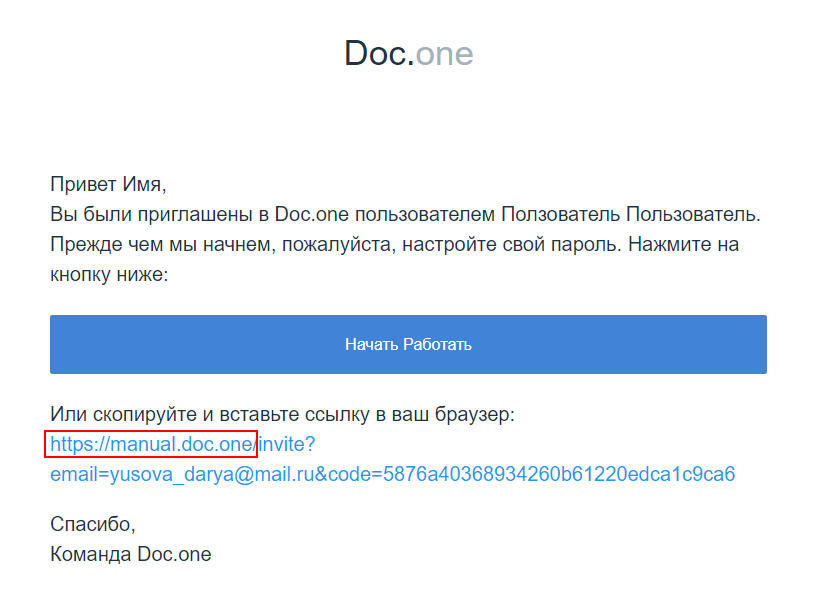 Doc.one
Привет Имя,
Вы были приглашены в Doc.one пользователем Ползователь Пользователь.
Прежде чем мы начнем, пожалуйста, настройте свой пароль. Нажмите на
кнопку ниже:
Начать Работать
Или скопируйте и вставьте ссылку в ваш браузер:
https://manual.doc.one/invite?
email=yusova_darya@mail.ru&code=5876a40368934260b61220edca1c9ca6
Спасибо,
Команда Doc.one